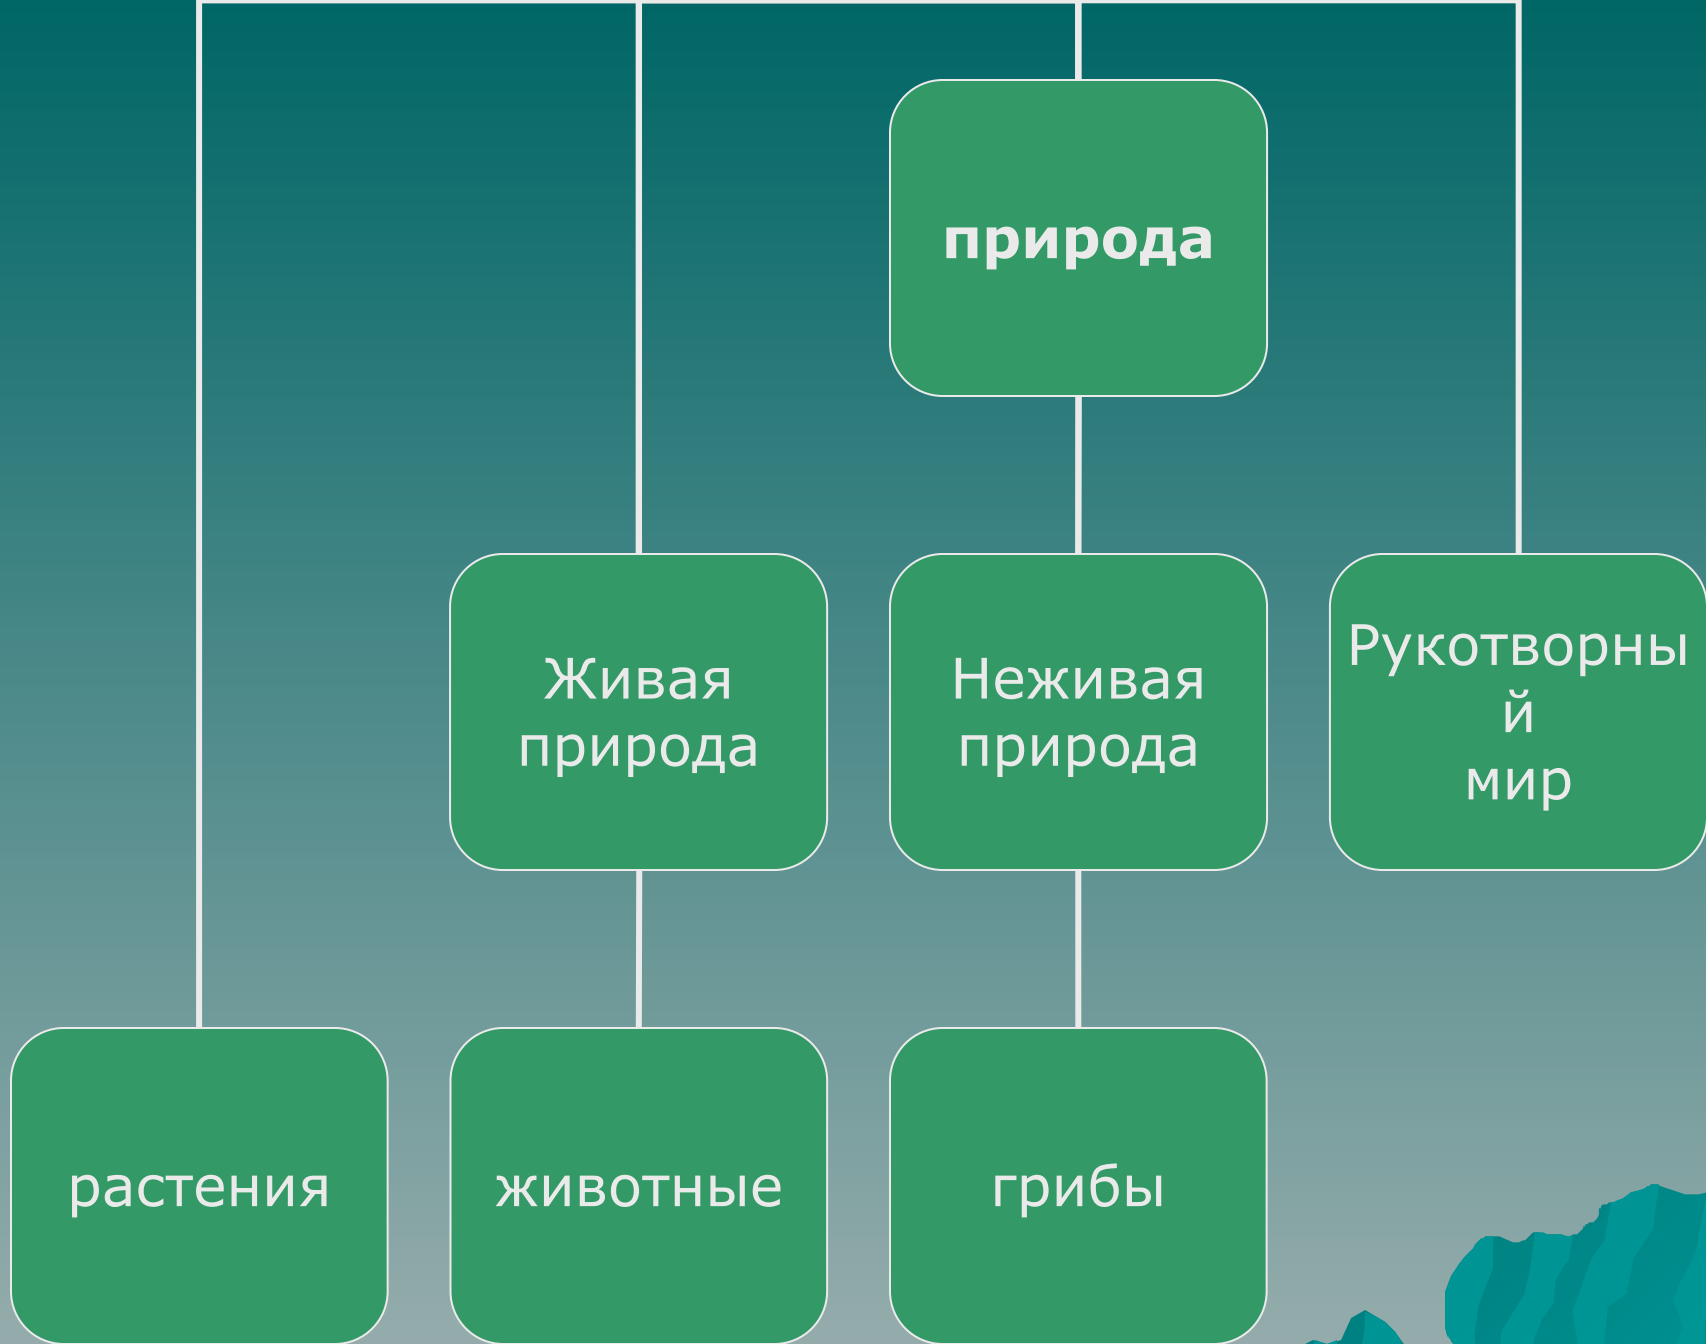 природа
Живая
природа
Неживая
природа
Рукотворны
й
мир
растения
животные
грибы